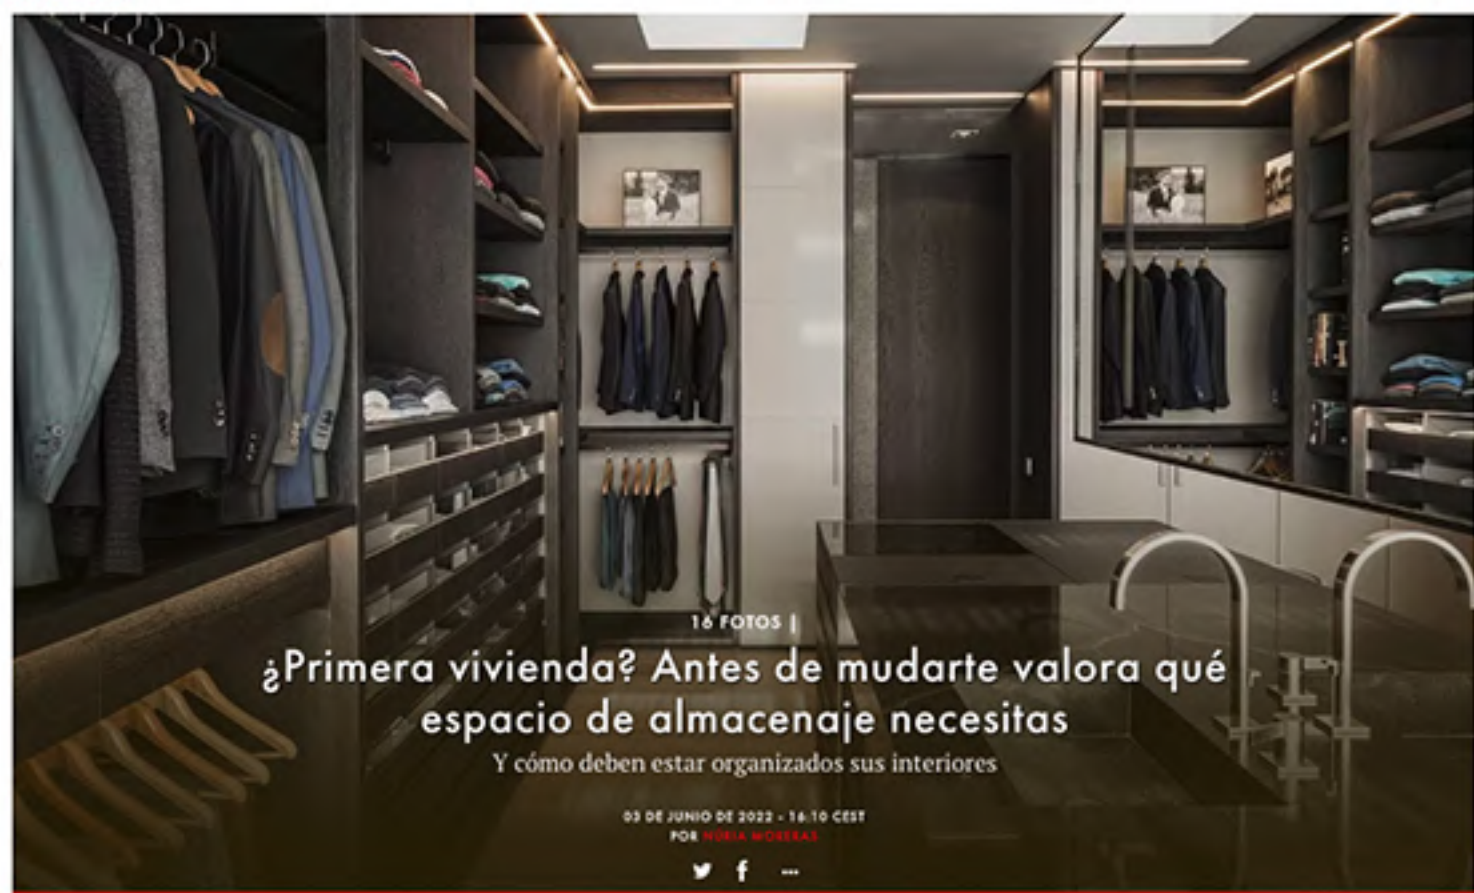 16 FOTOS |
¿Primera vivienda? Antes de mudarte valora qué
espacio de almacenaje necesitas
Y cómo deben estar organizados sus interiores
03 DE JUNIO DE 2022 - 16:10 CEST
POR NÚRIA MORERAS